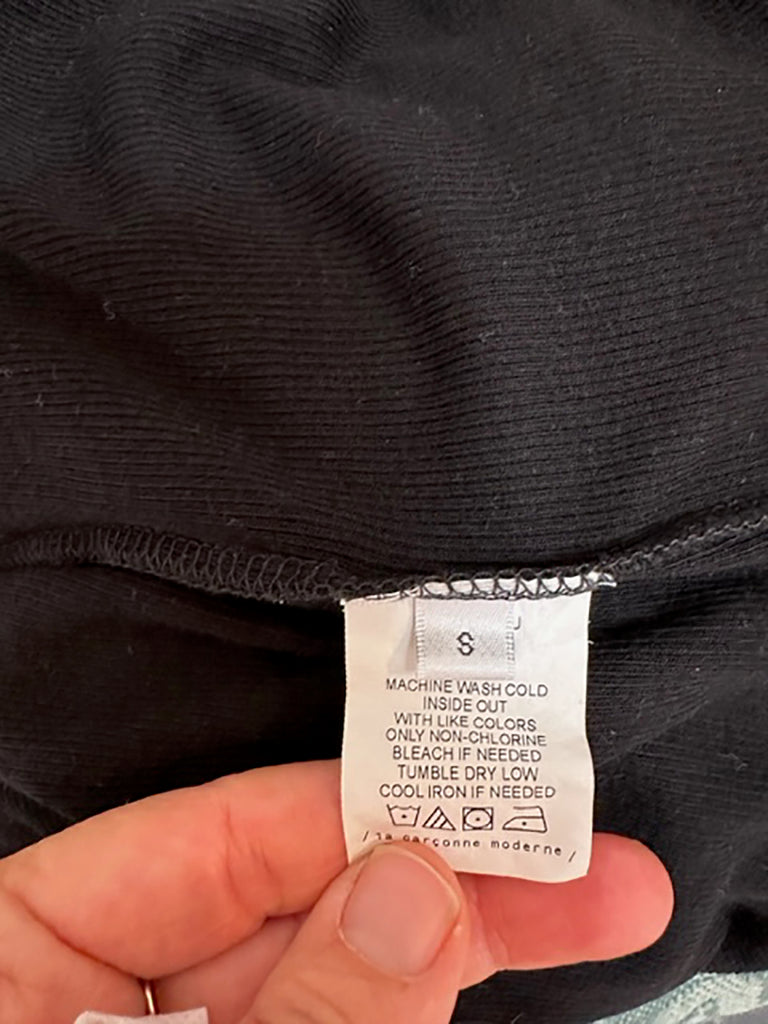 S
MACHINE WASH COLD
INSIDE OUT
WITH LIKE COLORS
ONLY NON-CHLORINE
BLEACH IF NEEDED
TUMBLE DRY LOW
COOL IRON IF NEEDED
/ la garçonne moderne /